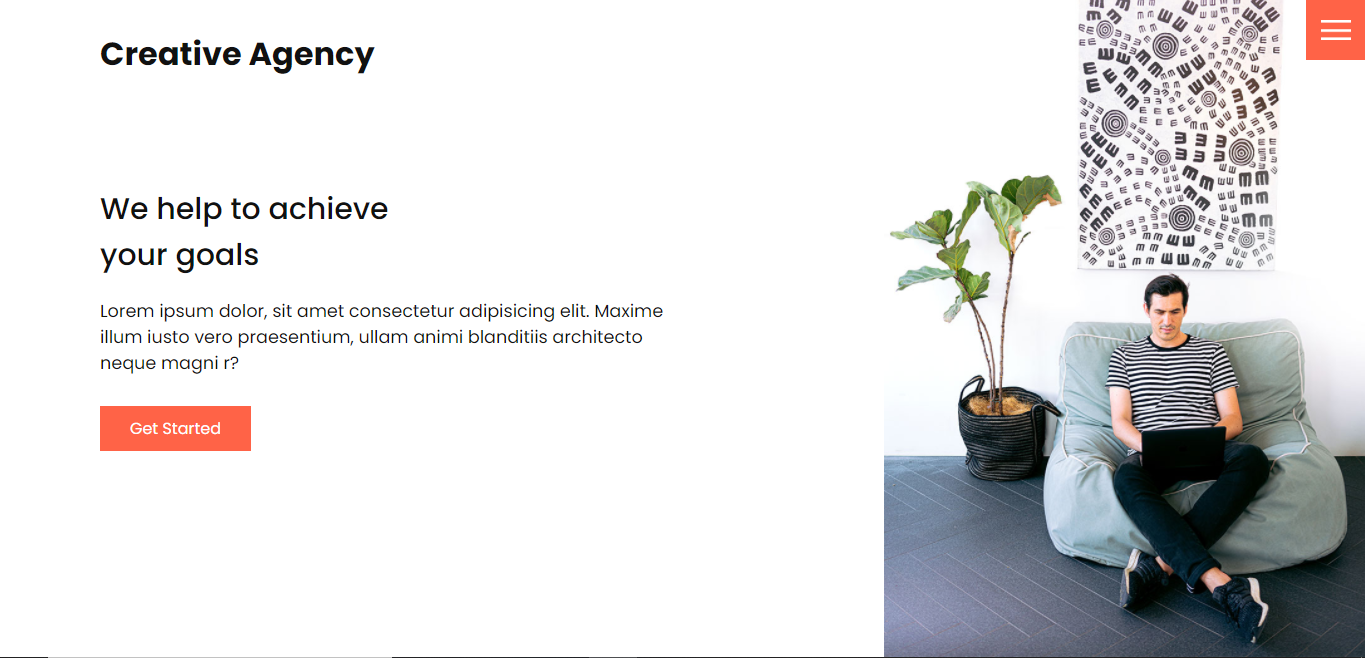 Creative Agency
We help to achieve
your goals
Lorem ipsum dolor, sit amet consectetur adipisicing elit. Maxime
illum iusto vero praesentium, ullam animi blanditiis architecto
neque magni r?
Get Started